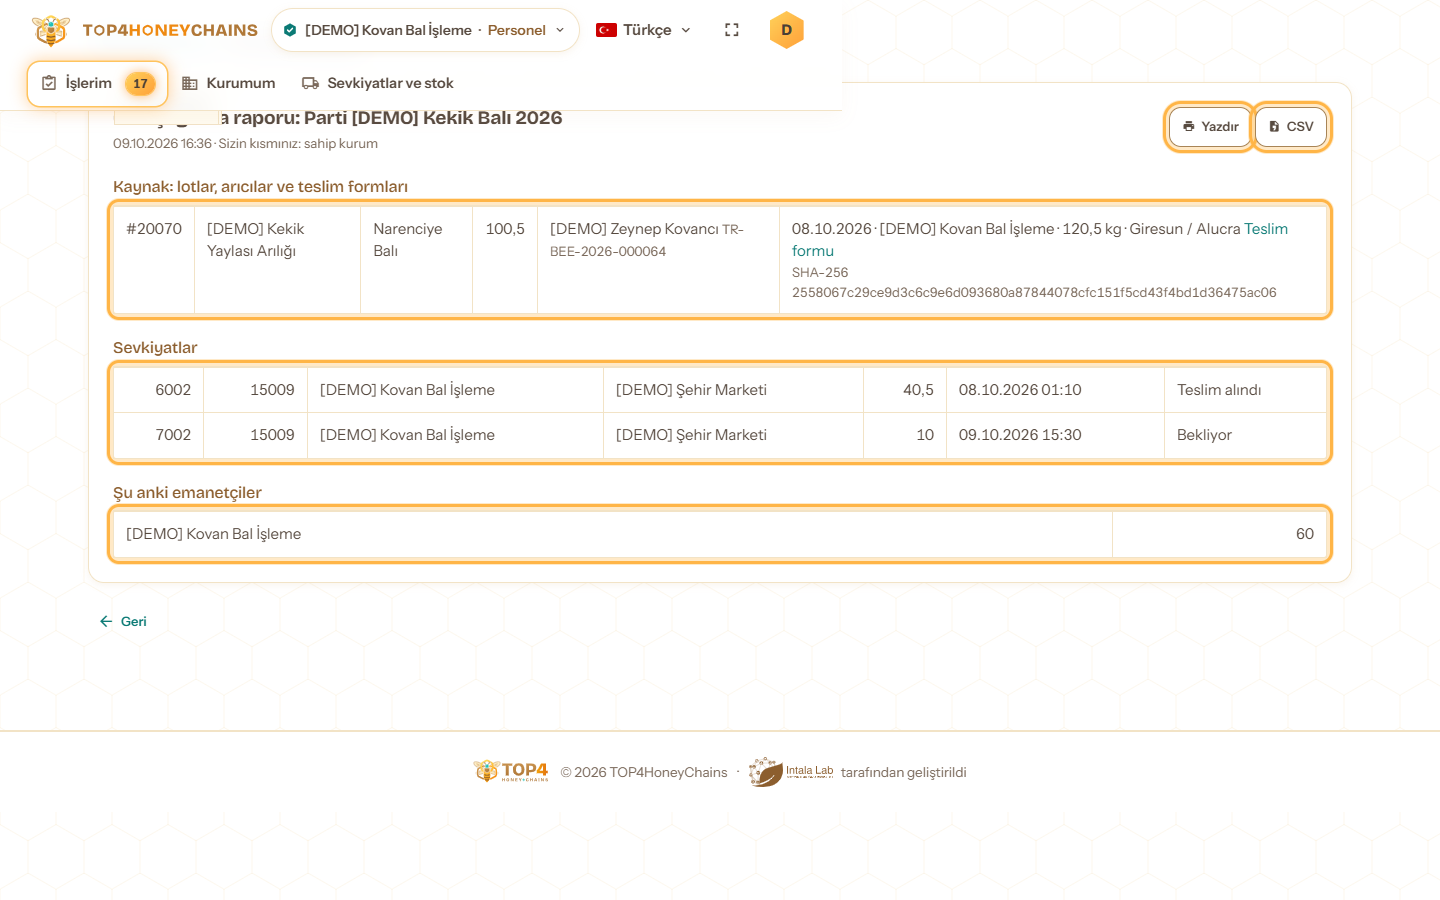 TOP4HONEYCHAINS
[DEMO] Kovan Bal İşleme · Personel
Türkçe
D
İşlerim 17
Kurumum
Sevkiyatlar ve stok
a raporu: Parti [DEMO] Kekik Balı 2026
09.10.2026 16:36 · Sizin kısmınız: sahip kurum
Yazdır
CSV
Kaynak: lotlar, arıcılar ve teslim formları
#20070
[DEMO] Kekik
Yaylası Arılığı
Narenciye
Balı
100,5
[DEMO] Zeynep Kovancı TR-
BEE-2026-000064
08.10.2026 · [DEMO] Kovan Bal İşleme · 120,5 kg · Giresun / Alucra Teslim
formu
SHA-256
2558067c29ce9d3c6c9e6d093680a87844078cfc151f5cd43f4bd1d36475ac06
Sevkiyatlar
6002 15009 [DEMO] Kovan Bal İşleme [DEMO] Şehir Marketi 40,5 08.10.2026 01:10 Teslim alındı
7002 15009 [DEMO] Kovan Bal İşleme [DEMO] Şehir Marketi 10 09.10.2026 15:30 Bekliyor
Şu anki emanetçiler
[DEMO] Kovan Bal İşleme 60
Geri
TOP4
HONEY CHAINS
© 2026 TOP4HoneyChains ·
Intala Lab
tarafından geliştirildi